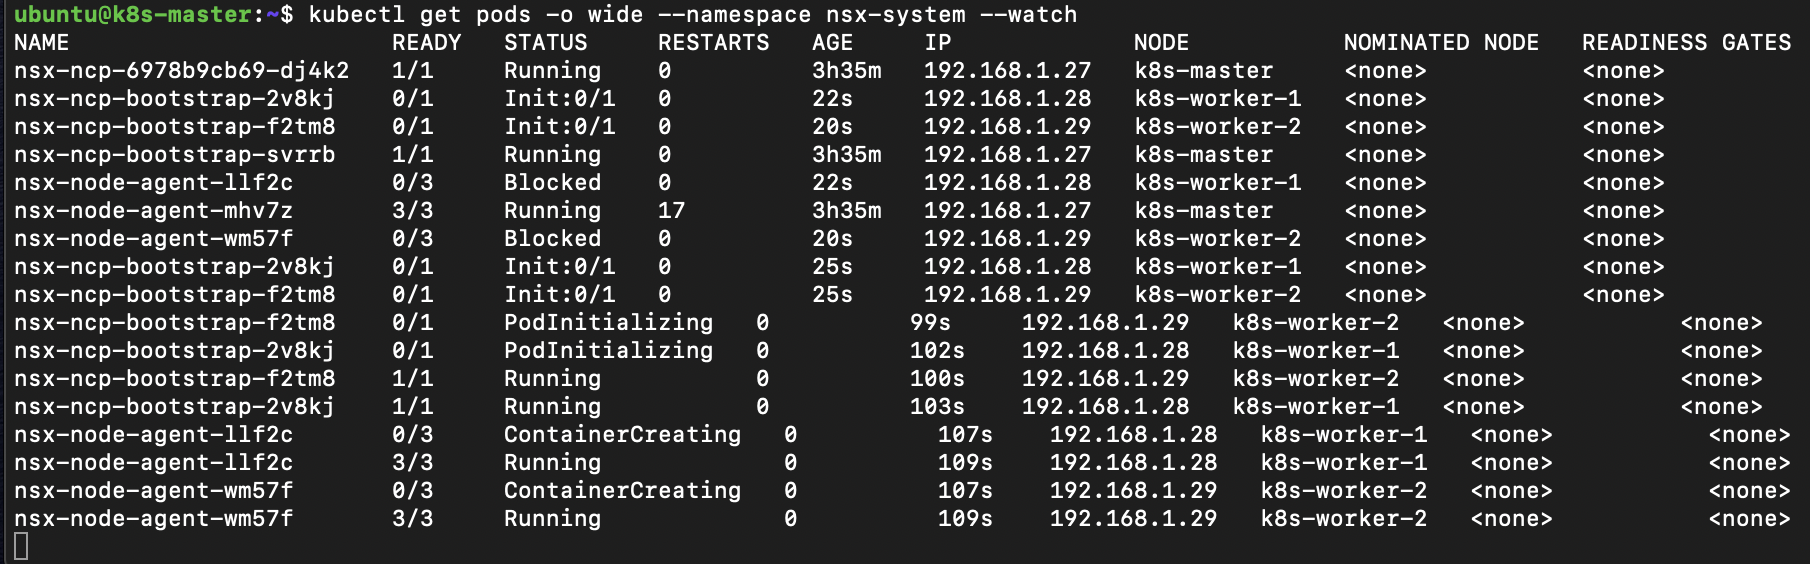 ubuntu@k8s-master:~$ kubectl get pods -o wide --namespace nsx-system --watch
NAME READY STATUS RESTARTS AGE IP NODE NOMINATED NODE READINESS GATES
nsx-ncp-6978b9cb69-dj4k2 1/1 Running 0 3h35m 192.168.1.27 k8s-master <none> <none>
nsx-ncp-bootstrap-2v8kj 0/1 Init:0/1 0 22s 192.168.1.28 k8s-worker-1 <none> <none>
nsx-ncp-bootstrap-f2tm8 0/1 Init:0/1 0 20s 192.168.1.29 k8s-worker-2 <none> <none>
nsx-ncp-bootstrap-svrrb 1/1 Running 0 3h35m 192.168.1.27 k8s-master <none> <none>
nsx-node-agent-llf2c 0/3 Blocked 0 22s 192.168.1.28 k8s-worker-1 <none> <none>
nsx-node-agent-mhv7z 3/3 Running 17 3h35m 192.168.1.27 k8s-master <none> <none>
nsx-node-agent-wm57f 0/3 Blocked 0 20s 192.168.1.29 k8s-worker-2 <none> <none>
nsx-ncp-bootstrap-2v8kj 0/1 Init:0/1 0 25s 192.168.1.28 k8s-worker-1 <none> <none>
nsx-ncp-bootstrap-f2tm8 0/1 Init:0/1 0 25s 192.168.1.29 k8s-worker-2 <none> <none>
nsx-ncp-bootstrap-f2tm8 0/1 PodInitializing 0 99s 192.168.1.29 k8s-worker-2 <none> <none>
nsx-ncp-bootstrap-2v8kj 0/1 PodInitializing 0 102s 192.168.1.28 k8s-worker-1 <none> <none>
nsx-ncp-bootstrap-f2tm8 1/1 Running 0 100s 192.168.1.29 k8s-worker-2 <none> <none>
nsx-ncp-bootstrap-2v8kj 1/1 Running 0 103s 192.168.1.28 k8s-worker-1 <none> <none>
nsx-node-agent-llf2c 0/3 ContainerCreating 0 107s 192.168.1.28 k8s-worker-1 <none> <none>
nsx-node-agent-llf2c 3/3 Running 0 109s 192.168.1.28 k8s-worker-1 <none> <none>
nsx-node-agent-wm57f 0/3 ContainerCreating 0 107s 192.168.1.29 k8s-worker-2 <none> <none>
nsx-node-agent-wm57f 3/3 Running 0 109s 192.168.1.29 k8s-worker-2 <none> <none>